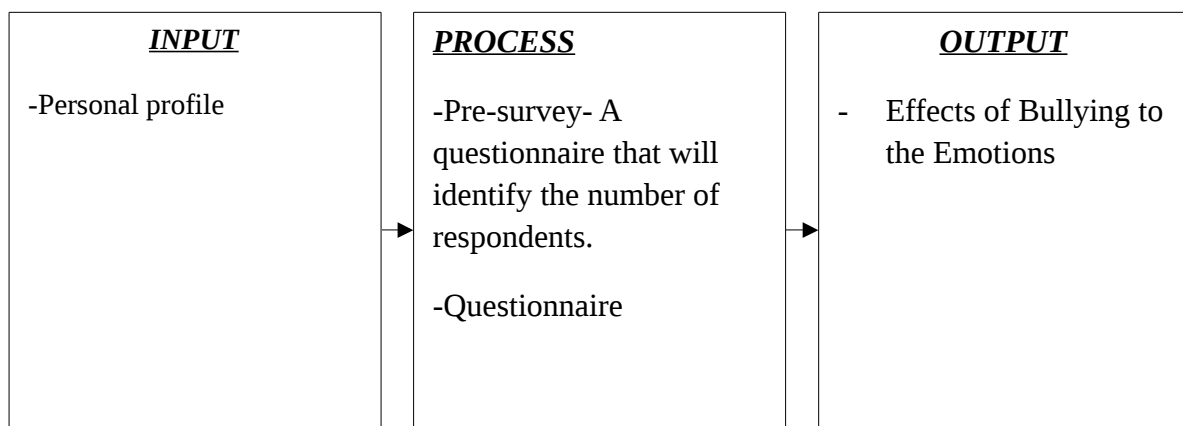 INPUT
-Personal profile
PROCESS
-Pre-survey- A
questionnaire that will
identify the number of
respondents.
-Questionnaire
OUTPUT
- Effects of Bullying to
the Emotions